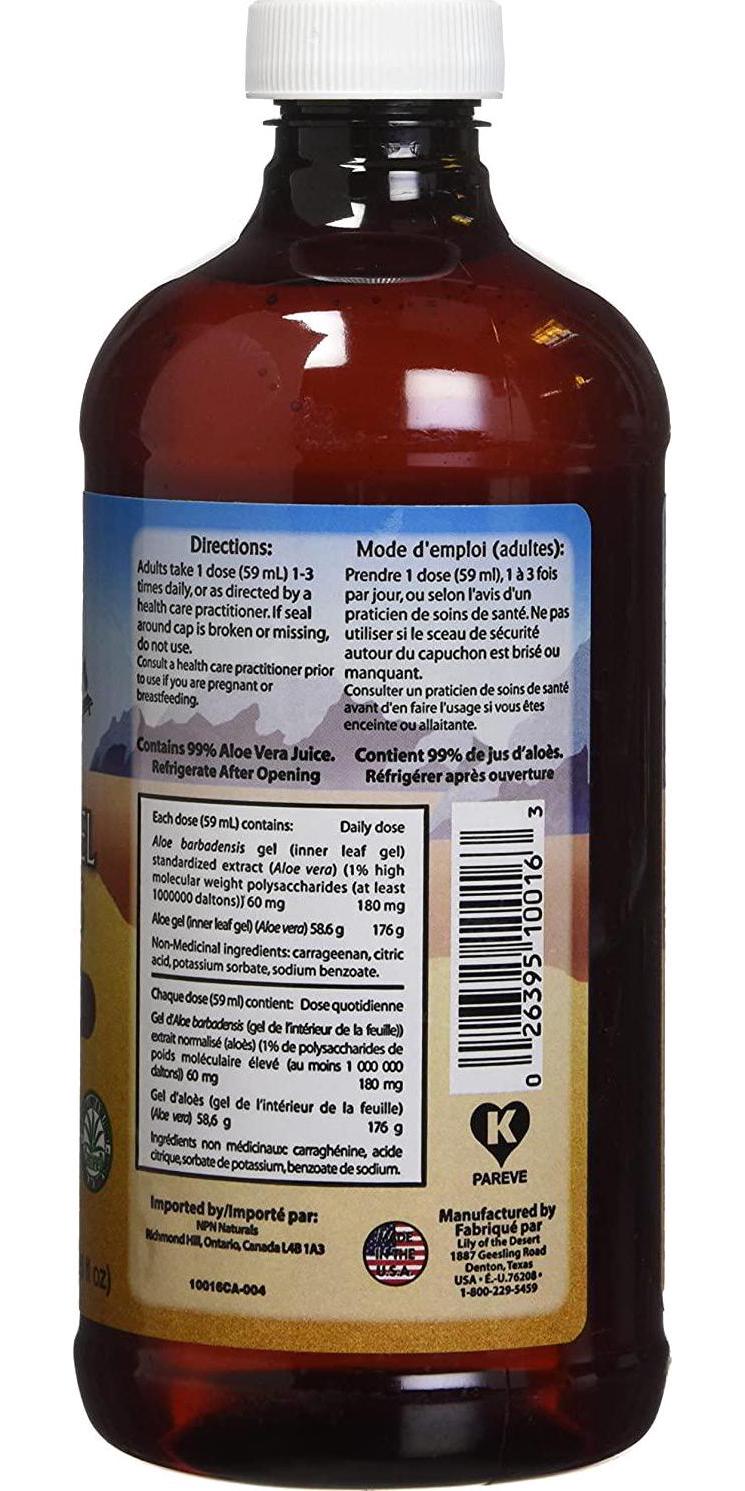 Directions:
Adults take 1 dose (59 mL) 1-3
times daily, or as directed by a
health care practitioner. If seal
around cap is broken or missing,
do not use.
Consult a health care practitioner prior
to use if you are pregnant or
breastfeeding.
Contains 99% Aloe Vera Juice.
Refrigerate After Opening
Mode d'emploi (adultes):
Prendre 1 dose (59 ml), 1 à 3 fois
par jour, ou selon l'avis d'un
praticien de soins de santé. Ne pas
utiliser si le sceau de sécurité
autour du capuchon est brisé ou
manquant.
Consulter un praticien de soins de santé
avant d'en faire l'usage si vous êtes
enceinte ou allaitante.
Contient 99% de jus d'aloès.
Réfrigérer après ouverture
EL
Each dose (59 mL) contains: Daily dose
Aloe barbadensis gel (inner leaf gel)
standardized extract (Aloe vera) (1% high
molecular weight polysaccharides (at least
1000000 daltons)) 60 mg 180 mg
Aloe gel (inner leaf gel) (Aloe vera) 58.6 g 176 g
Non-Medicinal ingredients: carrageenan, citric
acid, potassium sorbate, sodium benzoate.
Chaque dose (59 ml) contient: Dose quotidienne
Gel d'Aloe barbadensis (gel de l'intérieur de la feuille))
extrait normalisé (aloès) (1% de polysaccharides de
poids moléculaire élevé (au moins 1 000 000
daltons)) 60 mg 180 mg
Gel d'aloès (gel de l'intérieur de la feuille)
(Aloe vera) 58,6 g 176 g
Ingrédients non médicinaux: carraghénine, acide
citrique, sorbate de potassium, benzoate de sodium.
0 26395 10016 3
K
PAREVE
Imported by/Importé par:
NPN Naturals
Richmond Hill, Ontario, Canada L4B 1A3
10016CA-004
MADE
IN THE
U.S.A.
Manufactured by
Fabriqué par
Lily of the Desert
1887 Geesling Road
Denton, Texas
USA • É.-U. 76208 •
1-800-229-5459
fl oz)